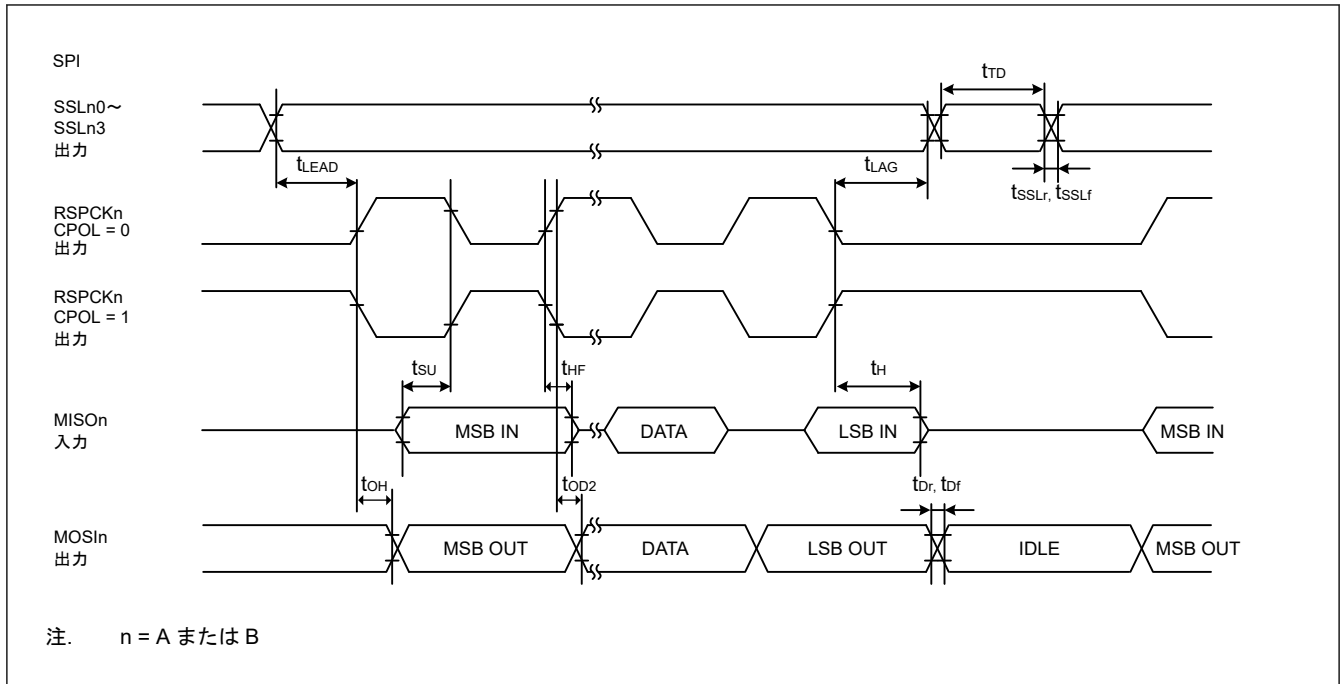 SPI
SSLn0～
SSLn3
出力
tTD
tLEAD
tLAG
tSSLr, tSSLf
RSPCKn
CPOL = 0
出力
RSPCKn
CPOL = 1
出力
tSU
tHF
tH
MISOn
入力
MSB IN
DATA
LSB IN
MSB IN
tOH
tOD2
tDr, tDf
MOSIn
出力
MSB OUT
DATA
LSB OUT
IDLE
MSB OUT
注. n = A または B